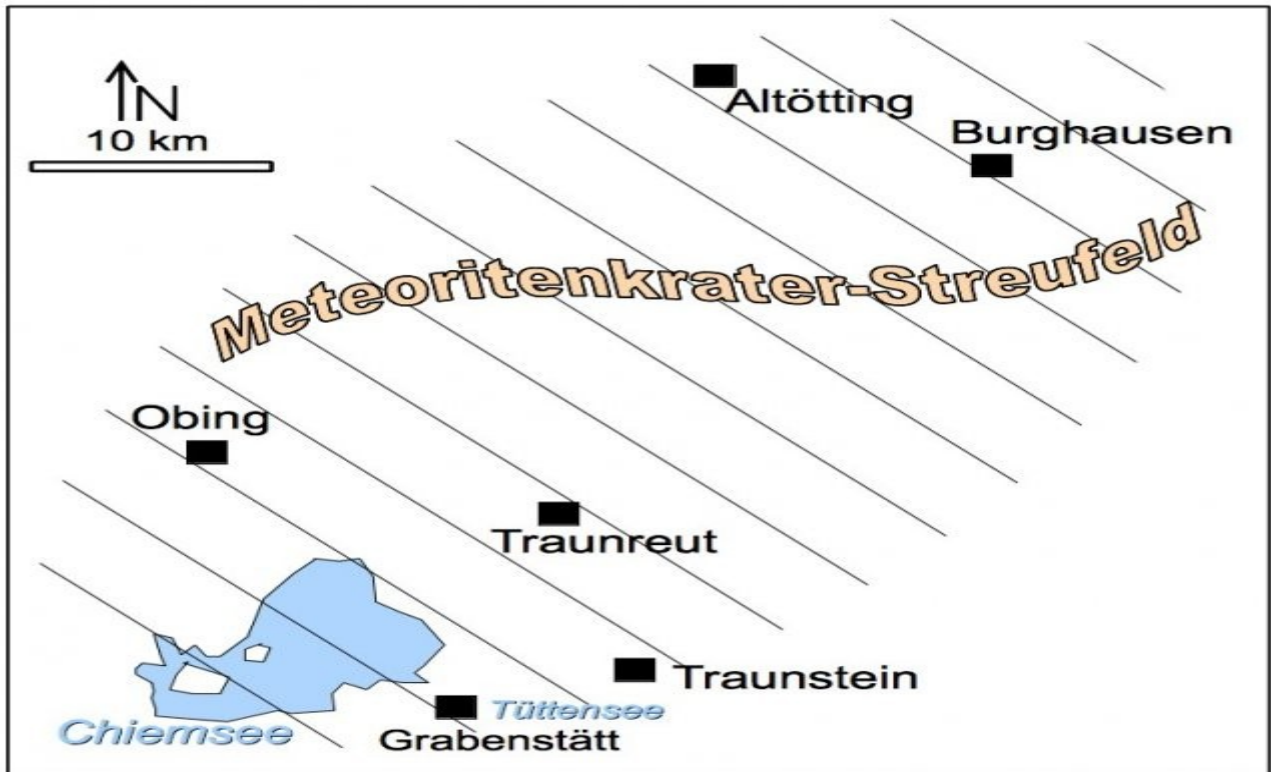 N
10 km
Altötting
Burghausen
Meteoritenkrater-Streufeld
Obing
Traunreut
Traunstein
Tüttensee
Chiemsee
Grabenstätt